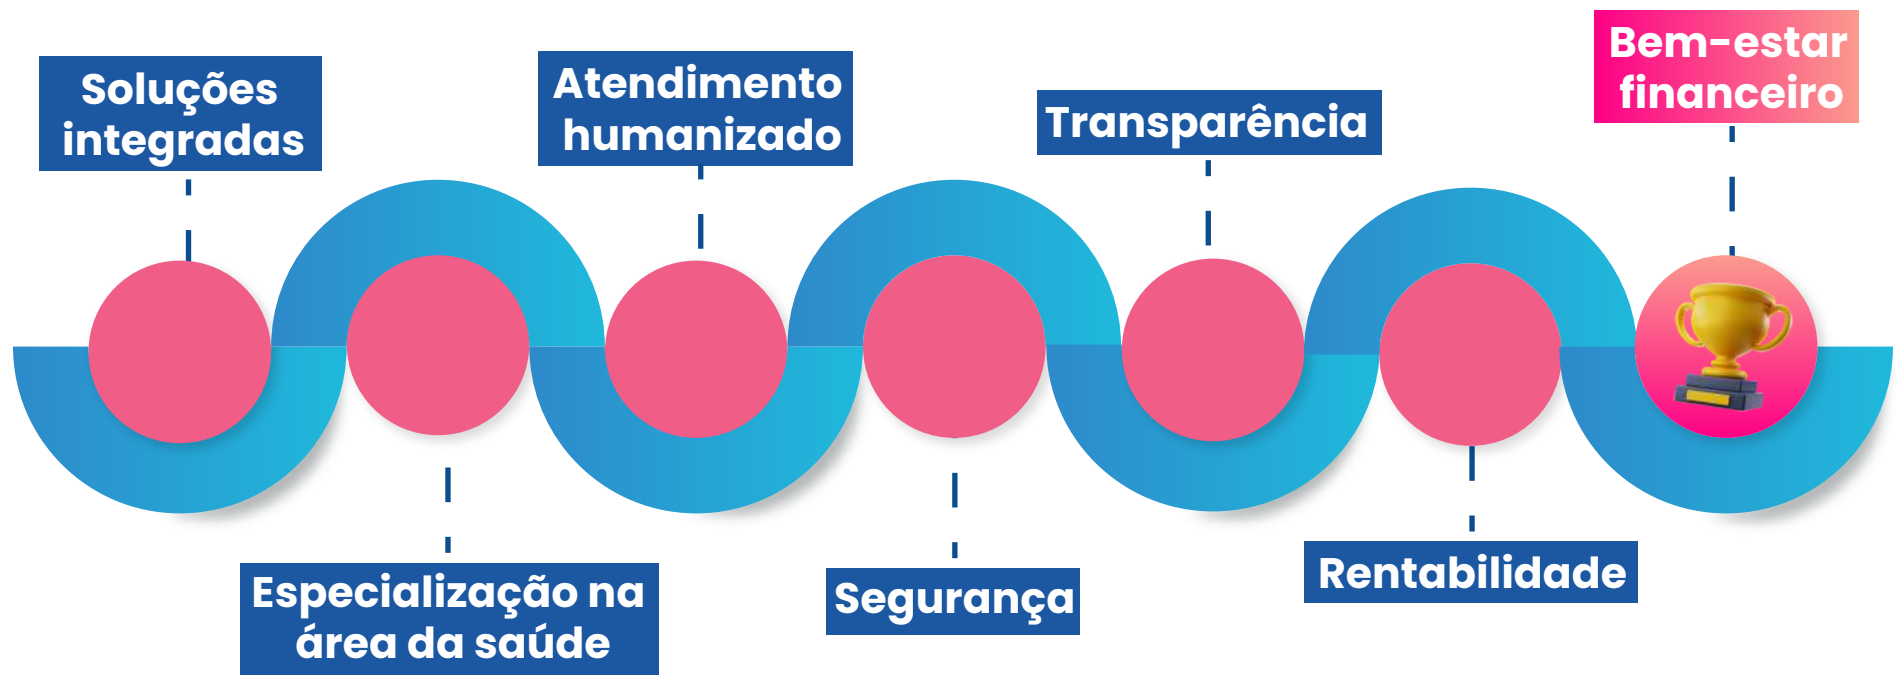 Soluções
integradas
Especialização na
área da saúde
Atendimento
humanizado
Segurança
Transparência
Rentabilidade
Bem-estar
financeiro